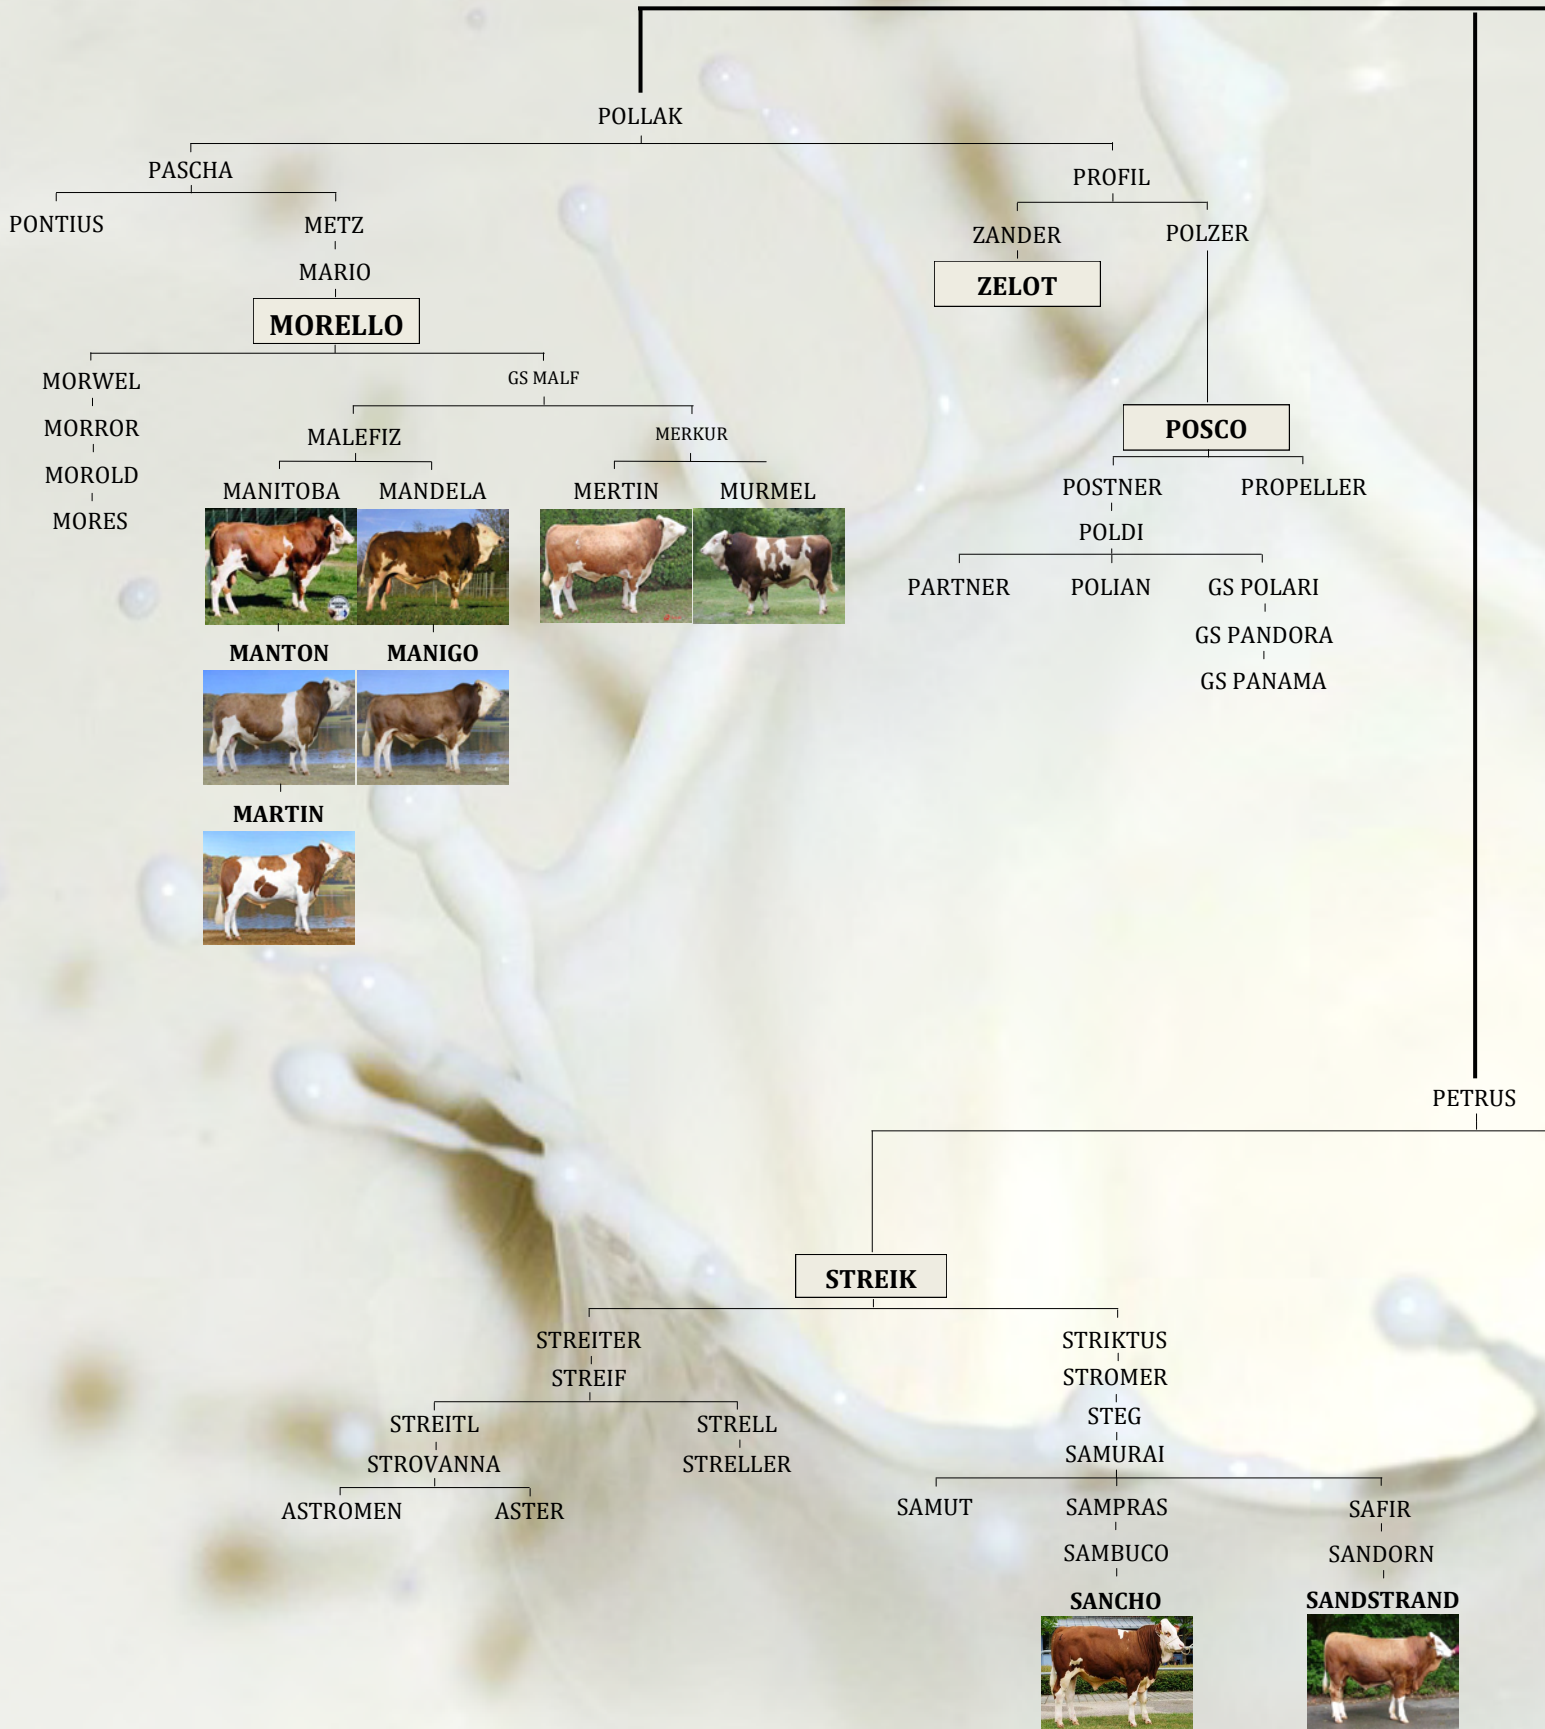 POLLAK
PASCHA
PROFIL
PONTIUS
METZ
ZANDER
POLZER
MARIO
ZELOT
MORELLO
MORWEL
GS MALF
MORROR
MALEFIZ
MERKUR
POSCO
MOROLD
MANITOBA
MANDELA
MERTIN
MURMEL
POSTNER
PROPELLER
MORES
POLDI
PARTNER
POLIAN
GS POLARI
MANTON
MANIGO
GS PANDORA
GS PANAMA
MARTIN
PETRUS
STREIK
STREITER
STRIKTUS
STREIF
STROMER
STREITL
STRELL
STEG
STROVANNA
STRELLER
SAMURAI
ASTROMEN
ASTER
SAMUT
SAMPRAS
SAFIR
SAMBUCO
SANDORN
SANCHO
SANDSTRAND